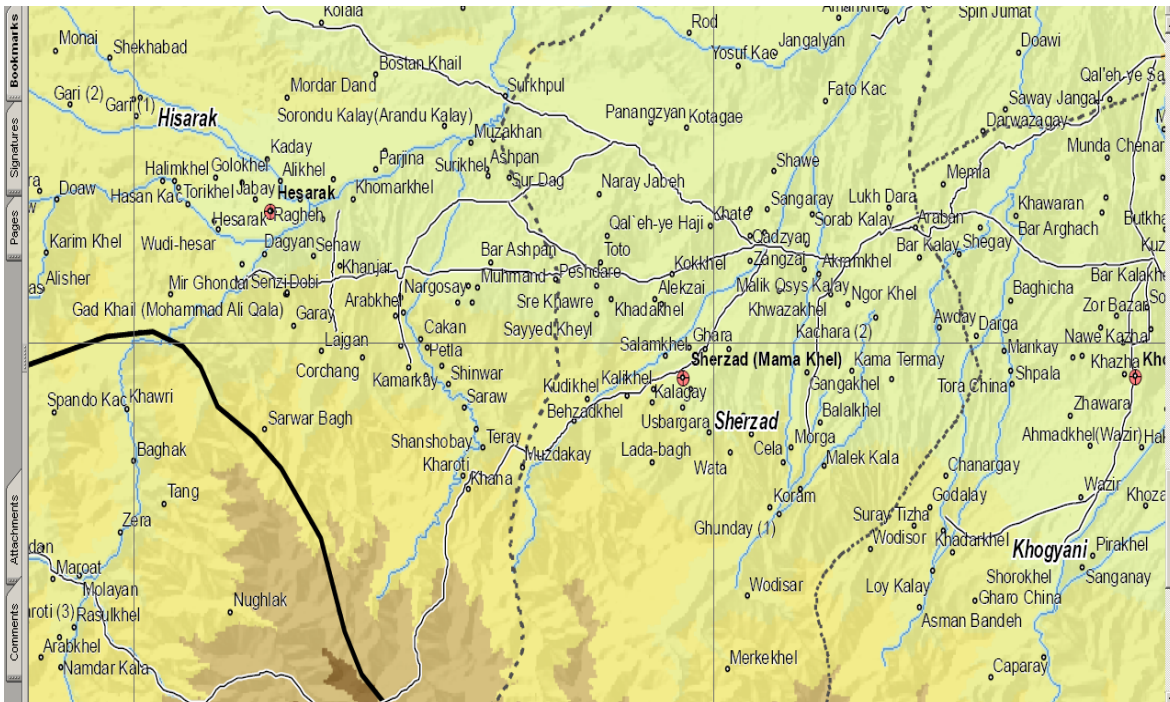 Bookmarks
Signatures
Pages
Attachments
Comments
Kolala
Rod
Spin Jumat
Monai
Shekhabad
Yosuf Kac
Jangalyan
Doawi
Bostan Khail
Mordar Dand
Surkhpul
Fato Kac
Qal'eh-ye Sa
Gari (2)
Gari (1)
Saway Jangal
Hisarak
Sorondu Kalay(Arandu Kalay)
Panangzyan
Kotagae
Darwazagay
Muzakhan
Kaday
Munda Chenar
Halimkhel
Golokhel
Alikhel
Parjina
Surikhel
Ashpan
Shawe
Memla
Doaw
Torikhel
Jabay
Hesarak
Khomarkhel
Sur Dag
Naray Jabeh
Hasan Kac
Lukh Dara
Sangaray
Khawaran
Hesarak
Ragheh
Khate
Sorab Kalay
Araban
Butkha
Qal'eh-ye Haji
Bar Arghach
Karim Khel
Wudi-hesar
Dagyan
Sehaw
Bar Ashpan
Toto
Qadzyan
Bar Kalay
Shegay
Kuz
Khanjar
Kokkhel
Zangzai
Akramkhel
Alisher
Mir Ghondai
Senzi Dobi
Nargosay
Muhmand
Peshdare
Bar Kalakh
Arabkhel
Sre Khawre
Khadakhel
Alekzai
Malik Osys Kalay
Ngor Khel
Baghicha
Gad Khail (Mohammad Ali Qala)
Garay
Khwazakhel
Zor Bazar
So
Cakan
Sayyed Kheyl
Ghara
Kachara (2)
Awday
Darga
Nawe Kazha
Lajgan
Petla
Salamkhel
Sherzad (Mama Khel)
Kama Termay
Mankay
Khazha
Kho
Corchang
Kamarkay
Shinwar
Kudikhel
Kalikhel
Gangakhel
Tora China
Shpala
Spando Kac
Khawri
Saraw
Behzadkhel
Kalagay
Balalkhel
Zhawara
Sarwar Bagh
Usbargara
Sherzad
Baghak
Shanshobay
Teray
Lada-bagh
Cela
Morga
Ahmadkhel(Wazir)
Hal
Kharoti
Muzdakay
Wata
Malek Kala
Chanargay
Khana
Tang
Koram
Godalay
Wazir
Khoza
Zera
Ghunday (1)
Suray Tizha
Wodisor
Khadarkhel
Khogyani
Pirakhel
dan
Maroat
Molayan
Wodisar
Loy Kalay
Shorokhel
Sanganay
Nughlak
Gharo China
roti (3)
Rasulkhel
Asman Bandeh
Arabkhel
Namdar Kala
Merkekhel
Caparay